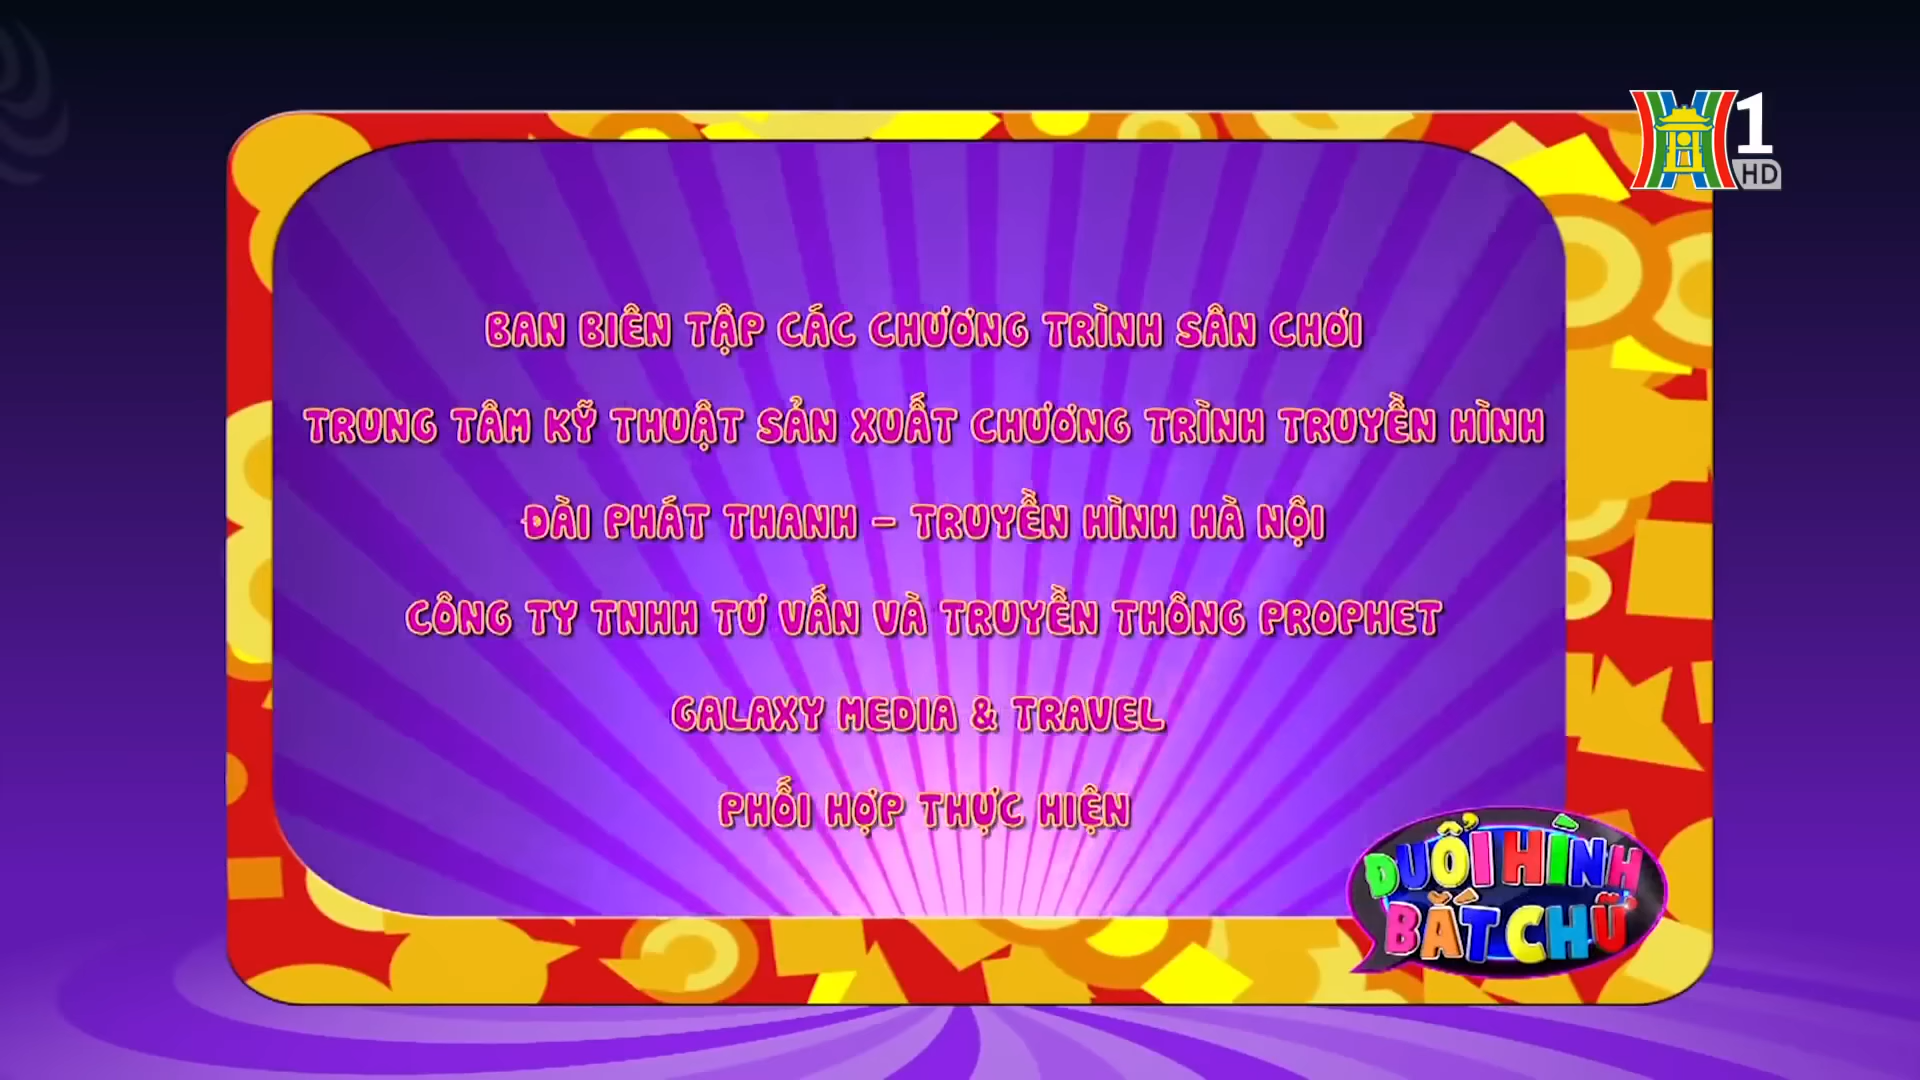 1
HD
BAN BIÊN TẬP CÁC CHƯƠNG TRÌNH SÂN CHƠI
TRUNG TÂM KỸ THUẬT SẢN XUẤT CHƯƠNG TRÌNH TRUYỀN HÌNH
ĐÀI PHÁT THANH – TRUYỀN HÌNH HÀ NỘI
CÔNG TY TNHH TƯ VẤN VÀ TRUYỀN THÔNG PROPHET
GALAXY MEDIA & TRAVEL
PHỐI HỢP THỰC HIỆN
ĐUỔI HÌNH
BẮT CHỮ